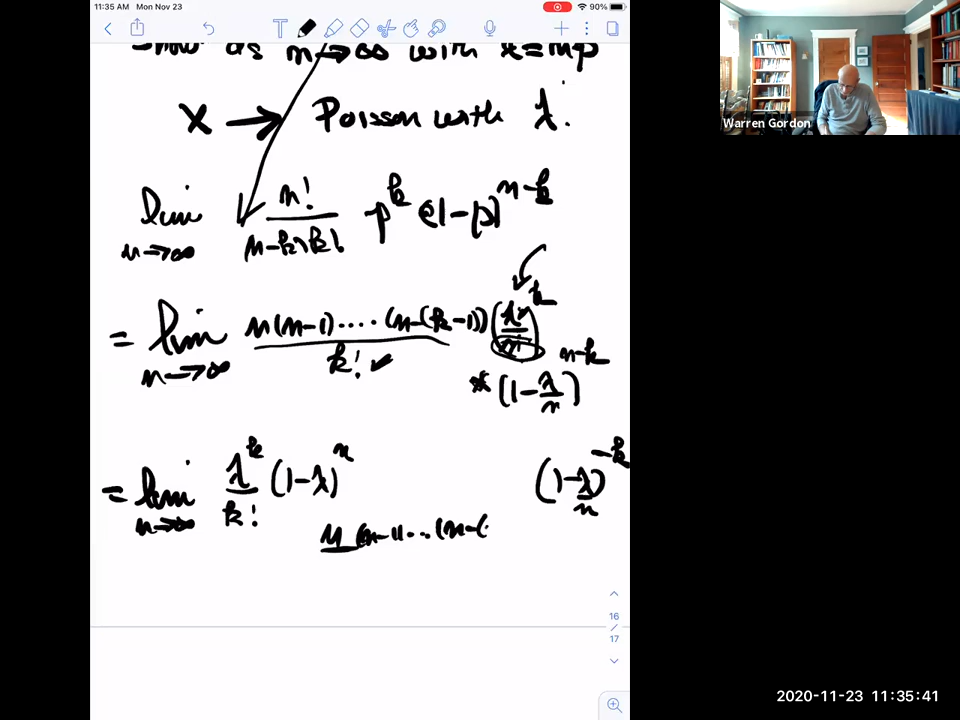 11:35 AM Mon Nov 23
90%
as n→∞ with λ=np
X → Poisson with λ.
lim n→∞ n!/(n-k)!k! p^k (1-p)^{n-k}
= lim n→∞ n(n-1)....(n-(k-1))/k! (λ/n)^k
* (1-λ/n)^{n-k}
= lim n→∞ λ^k/k! (1-λ)^n (1-λ/n)^{-k}
n(n-1)...(n-(
16
/
17
Warren Gordon
2020-11-23 11:35:41